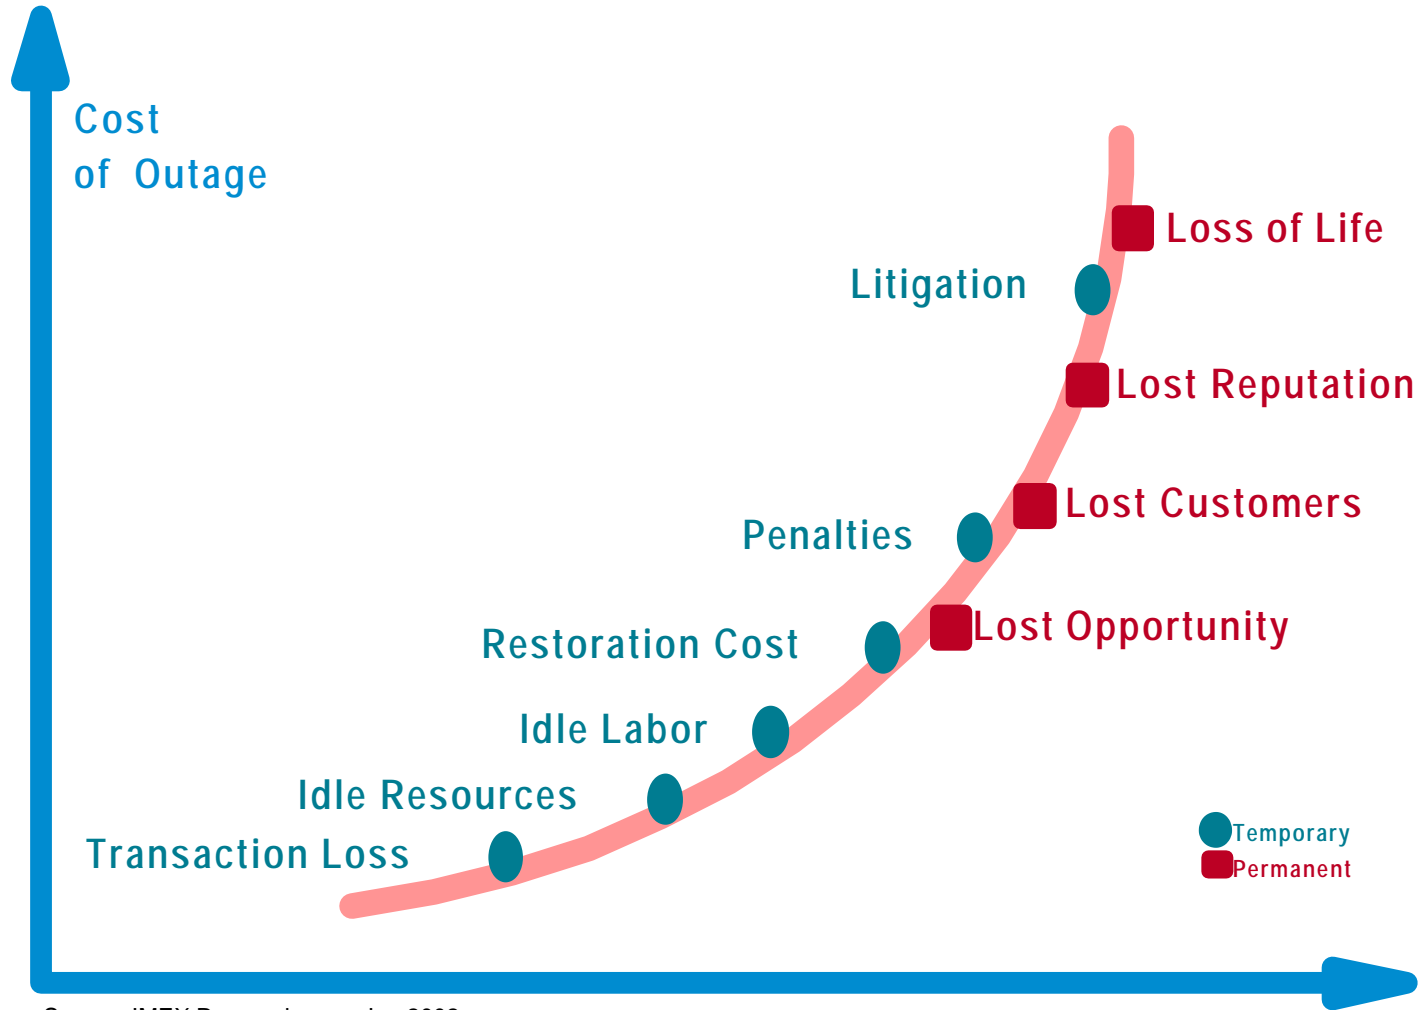 Cost
of Outage
Loss of Life
Litigation
Lost Reputation
Lost Customers
Penalties
Lost Opportunity
Restoration Cost
Idle Labor
Idle Resources
Transaction Loss
Temporary
Permanent